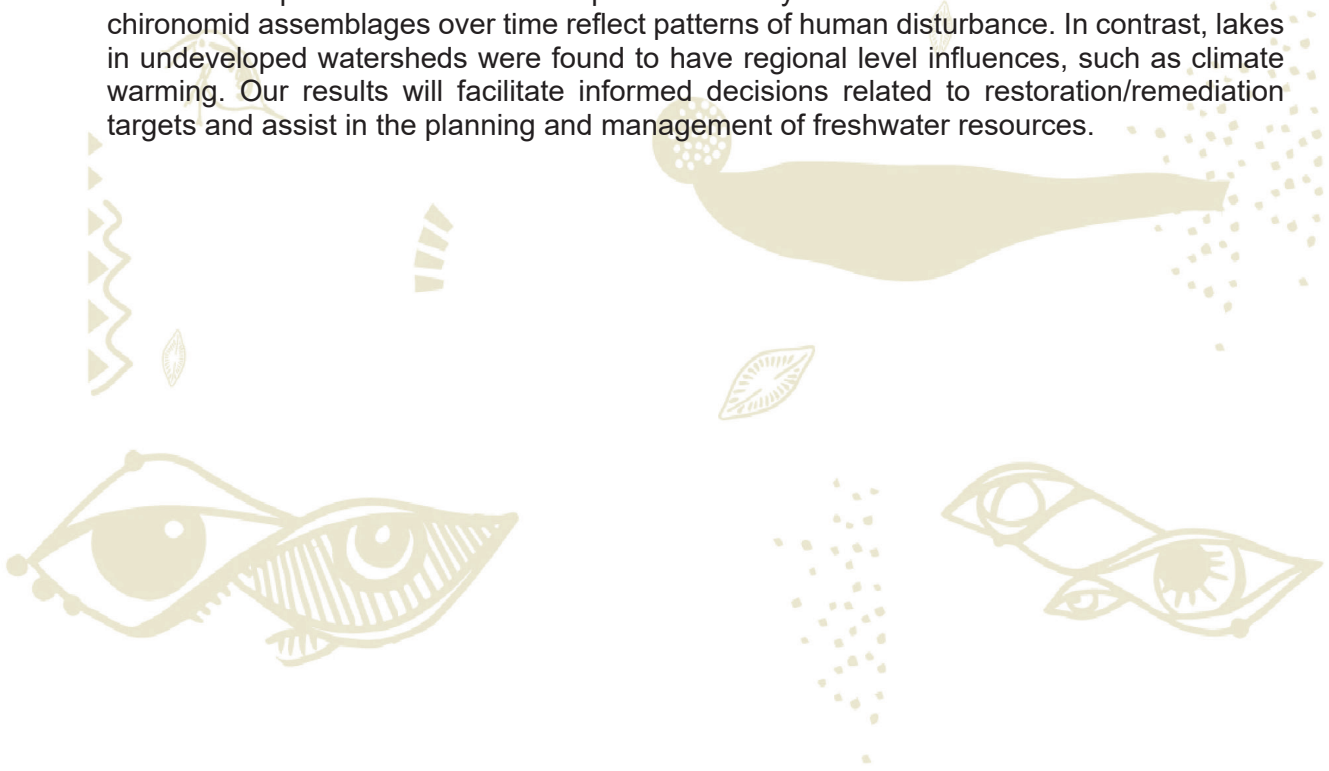 chironomid assemblages over time reflect patterns of human disturbance. In contrast, lakes
in undeveloped watersheds were found to have regional level influences, such as climate
warming. Our results will facilitate informed decisions related to restoration/remediation
targets and assist in the planning and management of freshwater resources.